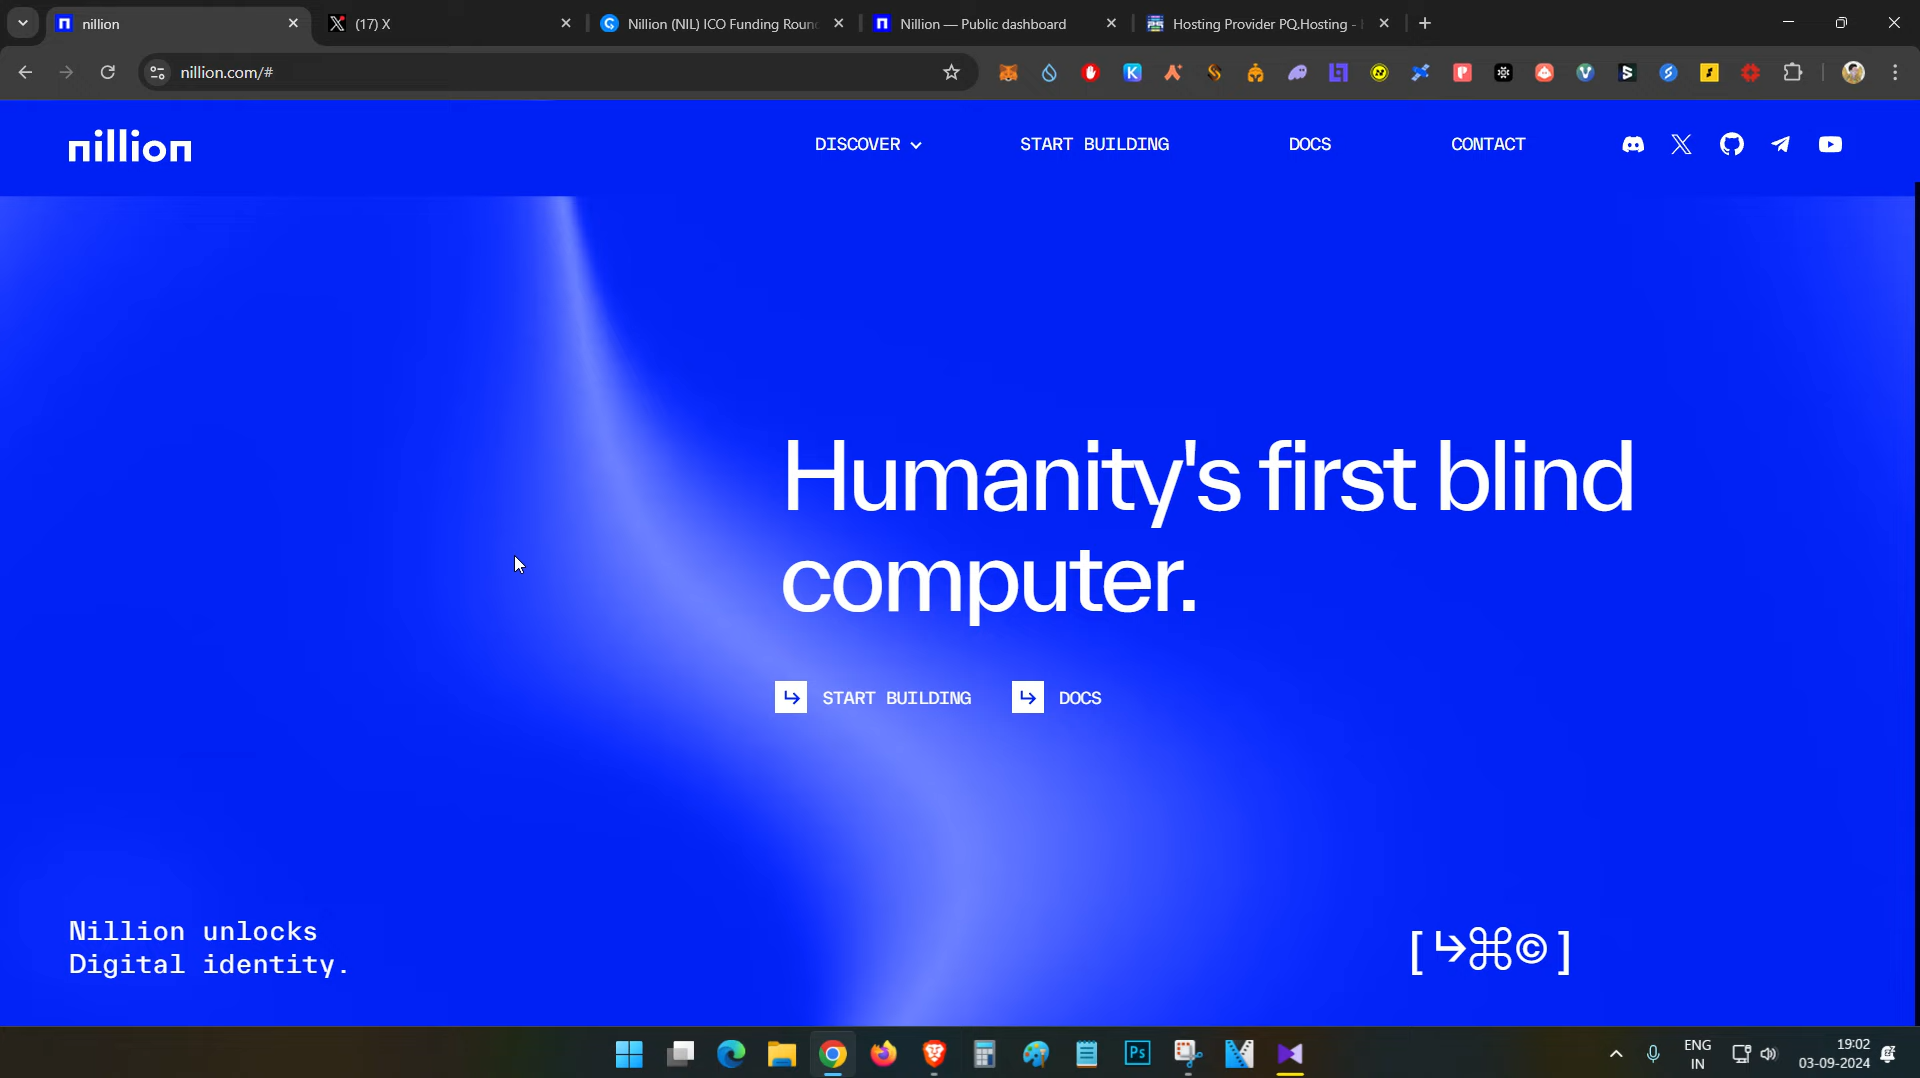 nillion
(17) X
Nillion (NIL) ICO Funding Roun
Nillion — Public dashboard
Hosting Provider PQ.Hosting -
nillion.com/#
nillion
DISCOVER
START BUILDING
DOCS
CONTACT
Humanity's first blind
computer.
START BUILDING
DOCS
Nillion unlocks
Digital identity.
[↳⌘©]
Ps
ENG
IN
19:02
03-09-2024